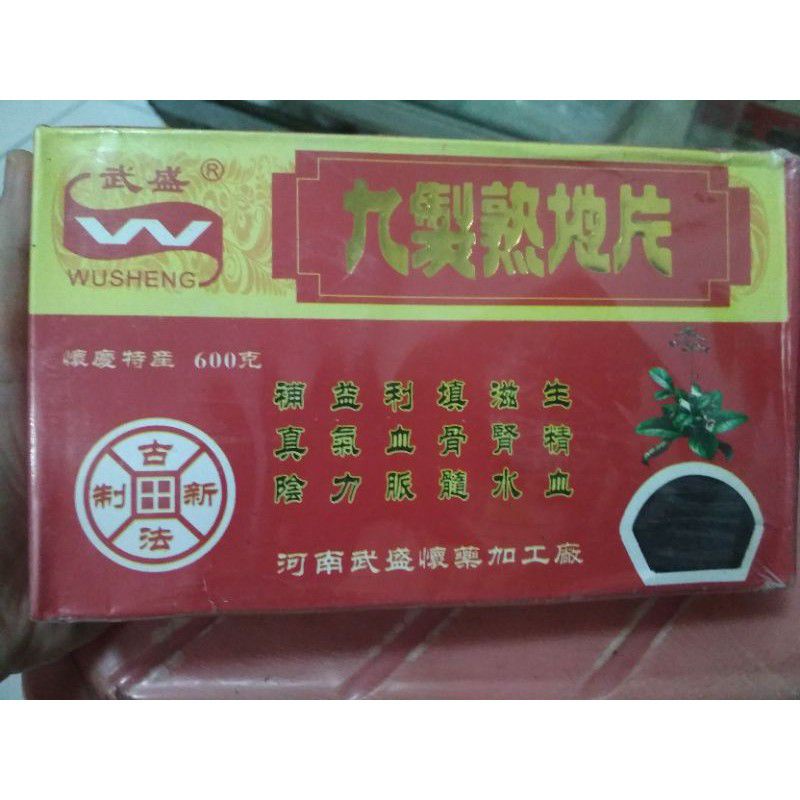 武盛®
WUSHENG
九製熟地片
懷慶特産 600克
補益利填滋生
真氣血骨腎精
陰力脈髓水血
古
制 新
法
河南武盛懷藥加工廠